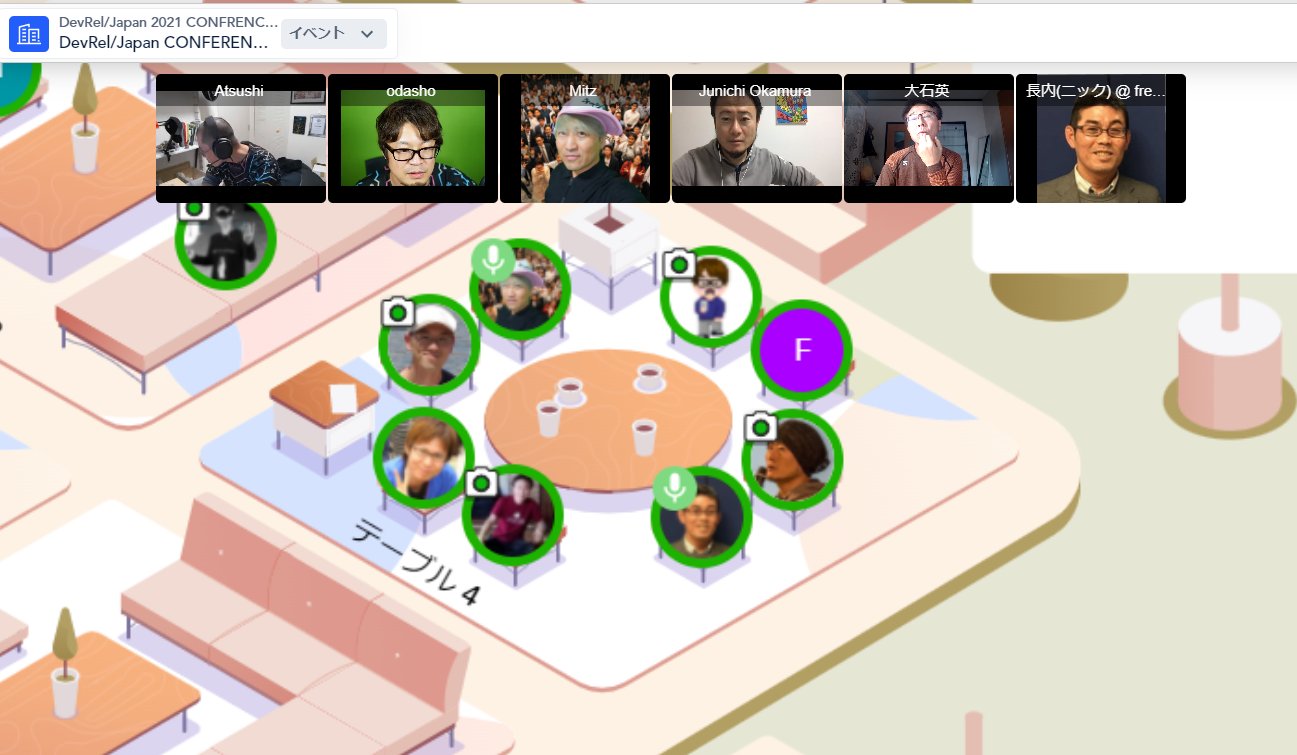 DevRel/Japan 2021 CONFRENC...
DevRel/Japan CONFEREN...
イベント
Atsushi
odasho
Mitz
Junichi Okamura
大石英
長内(ニック) @ fre...
F
テーブル 4